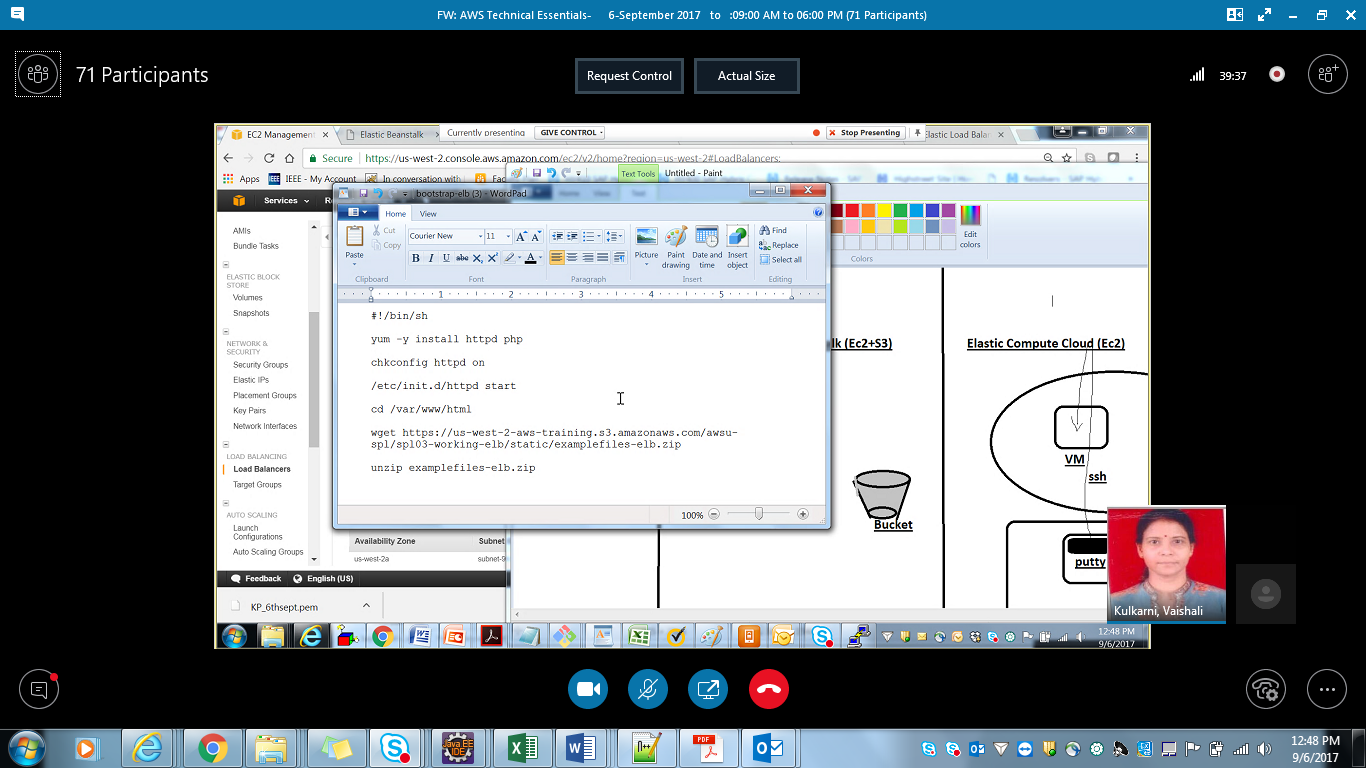 FW: AWS Technical Essentials- 6-September 2017 to :09:00 AM to 06:00 PM (71 Participants)
71 Participants
Request Control
Actual Size
39:37
EC2 Management
Elastic Beanstalk
Currently presenting
GIVE CONTROL
Stop Presenting
Elastic Load Bala
Secure
https://us-west-2.console.aws.amazon.com/ec2/v2/home?region=us-west-2#LoadBalancers:
Apps
IEEE - My Account
In conversation with
Fac
Text Tools
Untitled - Paint
Services
bootstrap-elb (3) - WordPad
Home
View
Paste
Cut
Copy
Clipboard
Courier New
11
Font
Paragraph
Picture
Paint drawing
Date and time
Insert object
Insert
Find
Replace
Select all
Editing
Edit colors
Colors
1 2 3 4 5
#!/bin/sh
yum -y install httpd php
chkconfig httpd on
/etc/init.d/httpd start
cd /var/www/html
wget https://us-west-2-aws-training.s3.amazonaws.com/awsu-
spl/spl03-working-elb/static/examplefiles-elb.zip
unzip examplefiles-elb.zip
100%
AMIs
Bundle Tasks
ELASTIC BLOCK
STORE
Volumes
Snapshots
NETWORK &
SECURITY
Security Groups
Elastic IPs
Placement Groups
Key Pairs
Network Interfaces
LOAD BALANCING
Load Balancers
Target Groups
AUTO SCALING
Launch
Configurations
Auto Scaling Groups
Availability Zone
Subnet
us-west-2a
subnet-9
Feedback
English (US)
KP_6thsept.pem
lk (Ec2+S3)
Elastic Compute Cloud (Ec2)
VM
ssh
Bucket
putty
Kulkarni, Vaishali
12:48 PM
9/6/2017
12:48 PM
9/6/2017